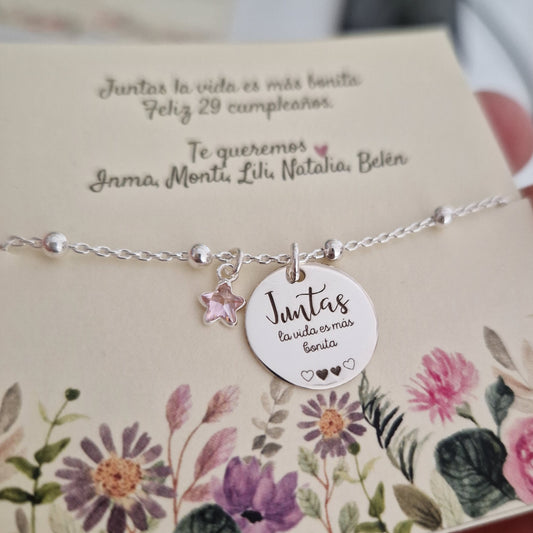 Juntas la vida es más bonita
Feliz 29 cumpleaños.
Te queremos
Inma, Monti, Lili, Natalia, Belén
Juntas
la vida es más
bonita